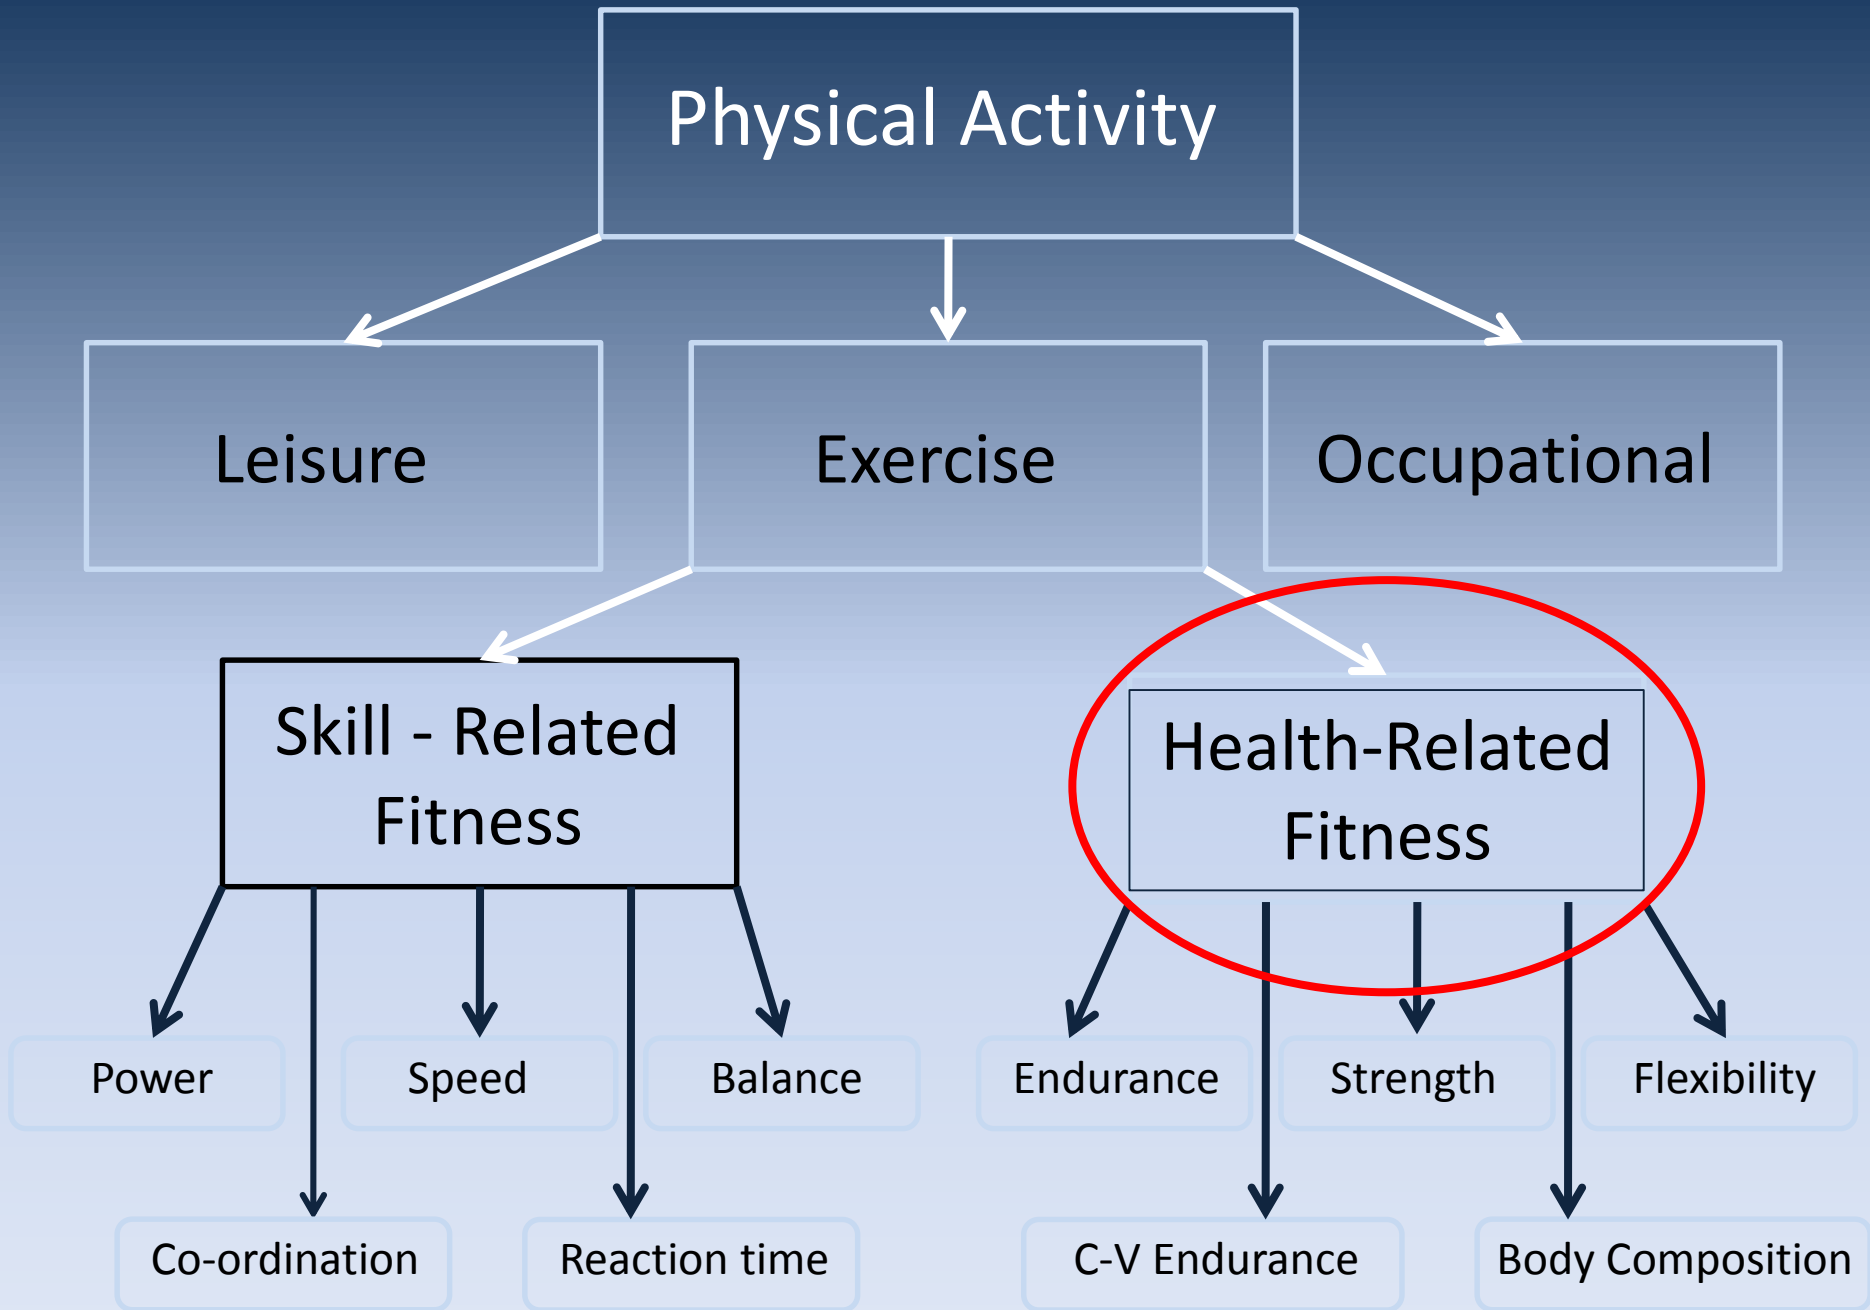 Physical Activity
Leisure
Exercise
Occupational
Skill - Related
Fitness
Health-Related
Fitness
Power
Speed
Balance
Endurance
Strength
Flexibility
Co-ordination
Reaction time
C-V Endurance
Body Composition